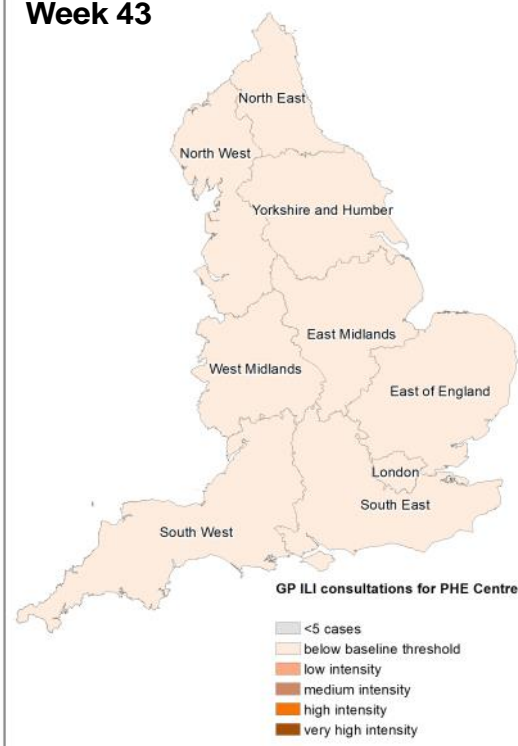 Week 43
North East
North West
Yorkshire and Humber
East Midlands
West Midlands
East of England
London
South East
South West
GP ILI consultations for PHE Centre
<5 cases
below baseline threshold
low intensity
medium intensity
high intensity
very high intensity